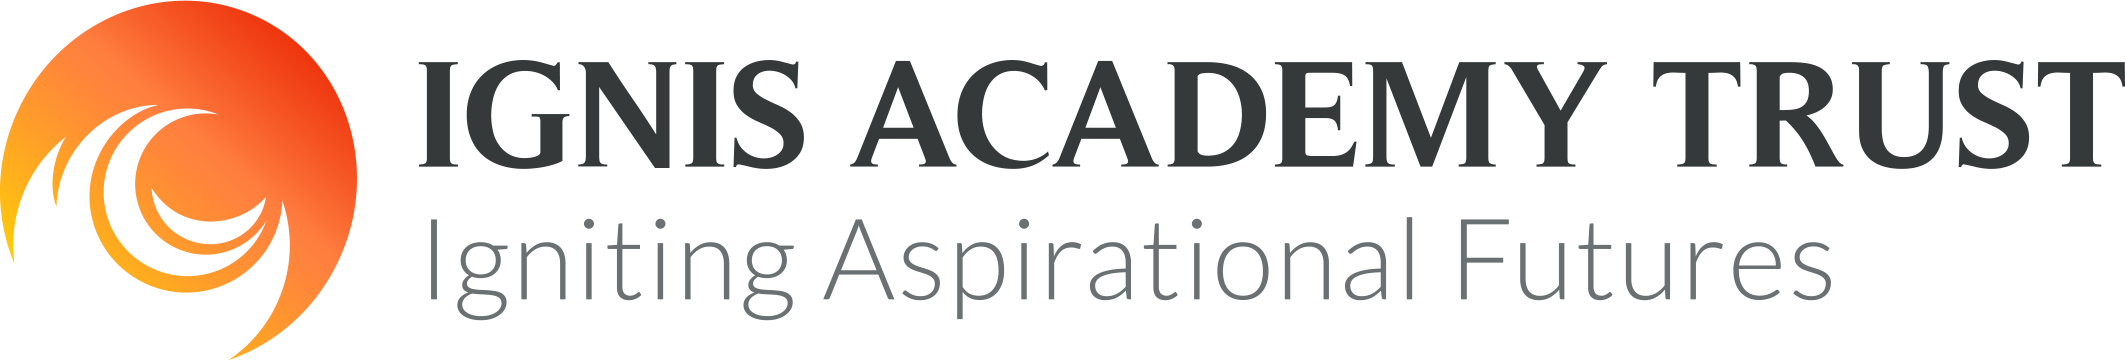 IGNIS ACADEMY TRUST
Igniting Aspirational Futures